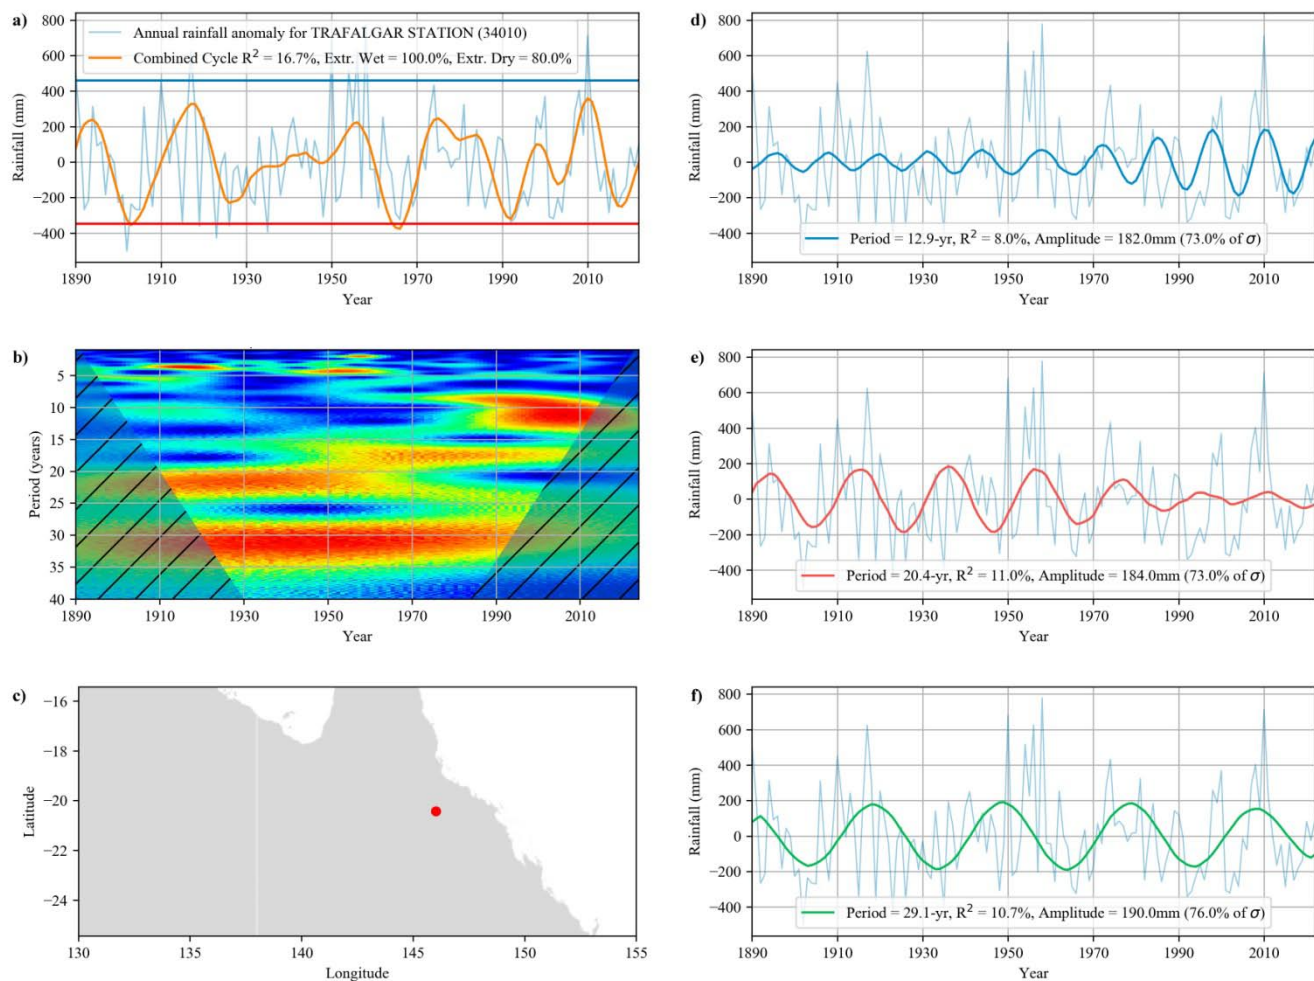 a)
Annual rainfall anomaly for TRAFALGAR STATION (34010)
Combined Cycle R² = 16.7%, Extr. Wet = 100.0%, Extr. Dry = 80.0%
Rainfall (mm)
800
600
400
200
0
−200
−400
1890 1910 1930 1950 1970 1990 2010
Year
d)
Rainfall (mm)
800
600
400
200
0
−200
−400
Period = 12.9-yr, R² = 8.0%, Amplitude = 182.0mm (73.0% of σ)
1890 1910 1930 1950 1970 1990 2010
Year
b)
Period (years)
5
10
15
20
25
30
35
40
1890 1910 1930 1950 1970 1990 2010
Year
e)
Rainfall (mm)
800
600
400
200
0
−200
−400
Period = 20.4-yr, R² = 11.0%, Amplitude = 184.0mm (73.0% of σ)
1890 1910 1930 1950 1970 1990 2010
Year
c)
Latitude
−16
−18
−20
−22
−24
130 135 140 145 150 155
Longitude
f)
Rainfall (mm)
800
600
400
200
0
−200
−400
Period = 29.1-yr, R² = 10.7%, Amplitude = 190.0mm (76.0% of σ)
1890 1910 1930 1950 1970 1990 2010
Year